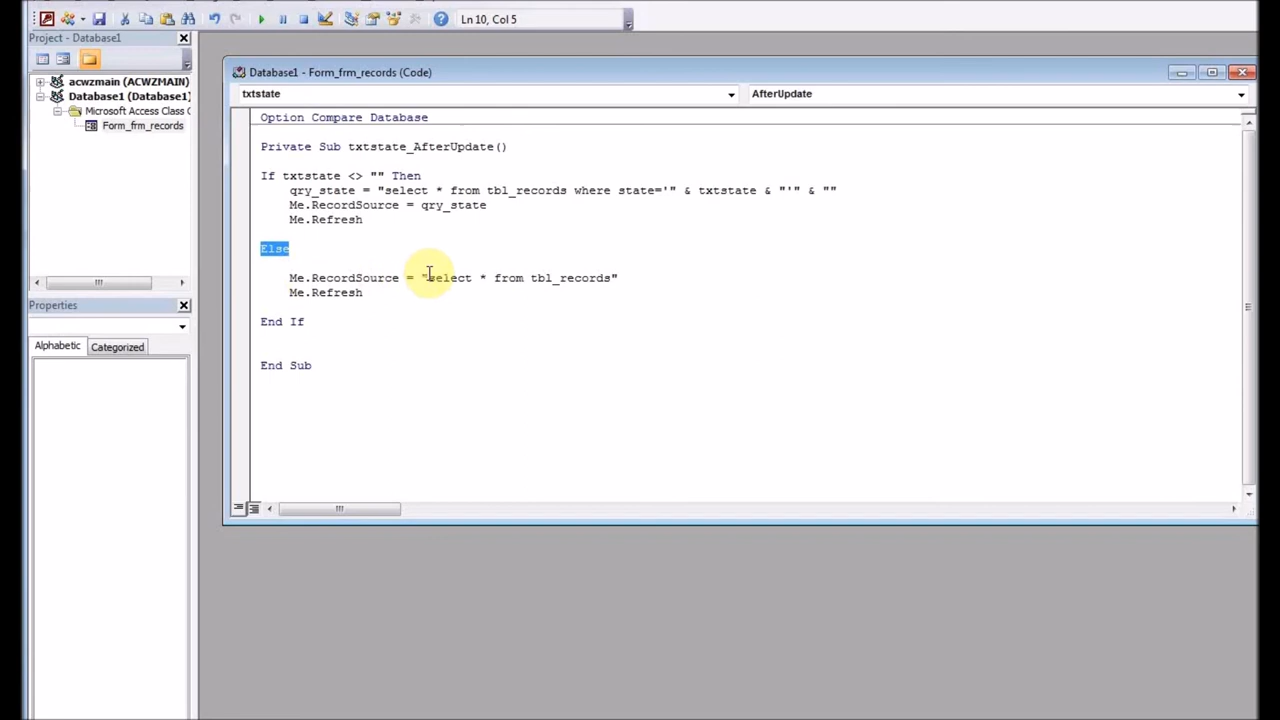 Ln 10, Col 5
Project - Database1
acwzmain (ACWZMAIN)
Database1 (Database1)
Microsoft Access Class O
Form_frm_records
Properties
Alphabetic
Categorized
Database1 - Form_frm_records (Code)
txtstate
AfterUpdate
Option Compare Database
Private Sub txtstate_AfterUpdate()
If txtstate <> "" Then
qry_state = "select * from tbl_records where state='" & txtstate & "'" & ""
Me.RecordSource = qry_state
Me.Refresh
Else
Me.RecordSource = "select * from tbl_records"
Me.Refresh
End If
End Sub